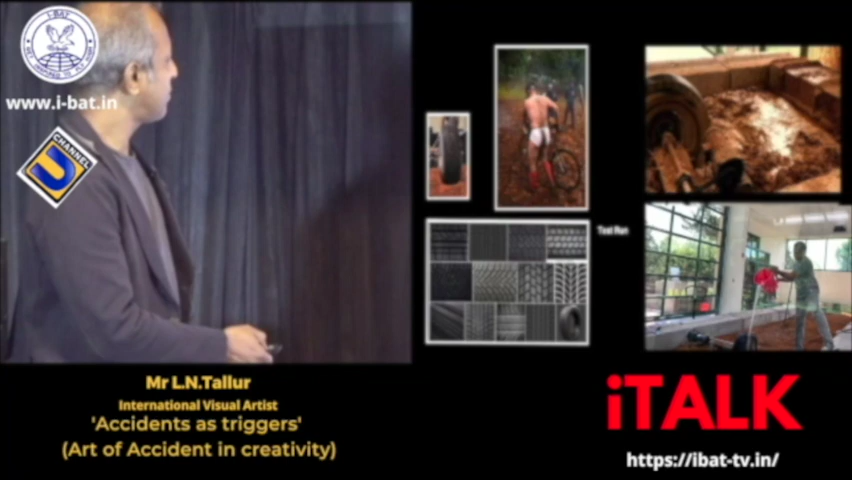 I-BAT
www.i-bat.in
CHANNEL
U
Test Run
Mr L.N.Tallur
International Visual Artist
'Accidents as triggers'
(Art of Accident in creativity)
iTALK
https://ibat-tv.in/